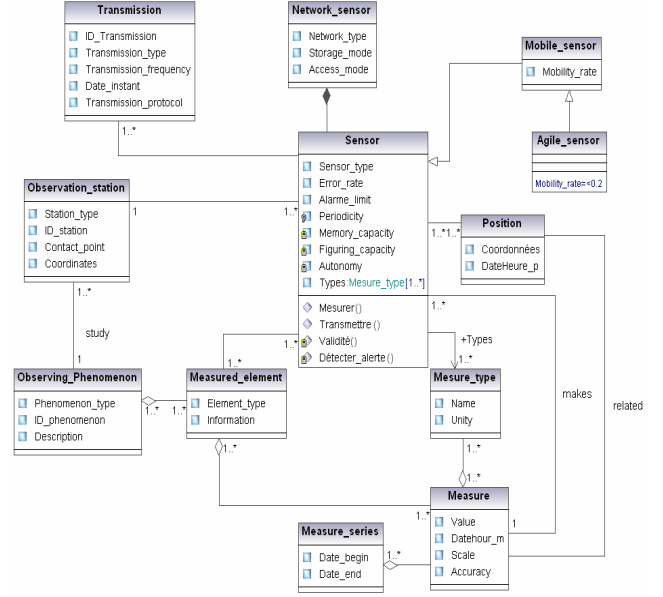 Transmission
ID_Transmission
Transmission_type
Transmission_frequency
Date_instant
Transmission_protocol
1..*
Network_sensor
Network_type
Storage_mode
Access_mode
Mobile_sensor
Mobility_rate
Agile_sensor
Mobility_rate=<0.2
Sensor
Sensor_type
Error_rate
Alarme_limit
Periodicity
Memory_capacity
Figuring_capacity
Autonomy
Types:Mesure_type[1..*]
Mesurer()
Transmettre()
Validité()
Détecter_alerte()
Observation_station
Station_type
ID_station
Contact_point
Coordinates
1
1..*
1..*
1..*
Position
Coordonnées
DateHeure_p
1..*
study
1
1..*
1..*
1..*
+Types
1..*
makes
related
Observing_Phenomenon
Phenomenon_type
ID_phenomenon
Description
1..*
1..*
Measured_element
Element_type
Information
1..*
Mesure_type
Name
Unity
1..*
1..*
1..*
Measure
Value
Datehour_m
Scale
Accuracy
1
Measure_series
Date_begin
Date_end
1..*